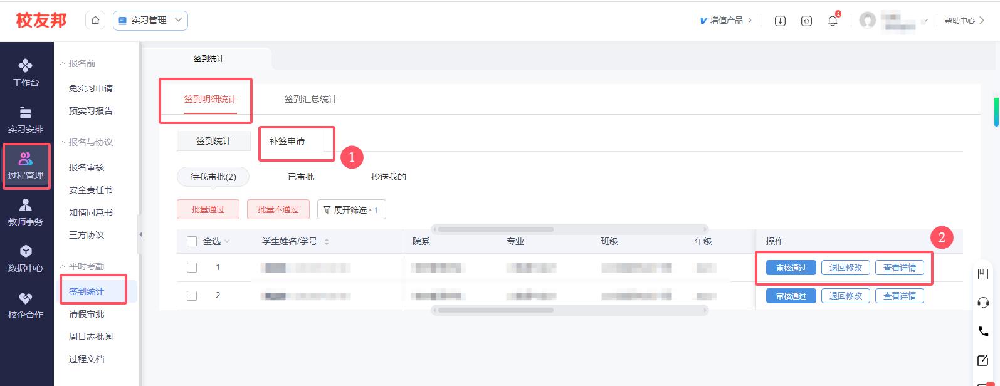 校友邦
实习管理
增值产品
2
帮助中心
工作台
实习安排
过程管理
教师事务
数据中心
校企合作
报名前
免实习申请
预实习报告
报名与协议
报名审核
安全责任书
知情同意书
三方协议
平时考勤
签到统计
请假审批
周日志批阅
过程文档
签到统计
签到明细统计
签到汇总统计
签到统计
补签申请
1
待我审批(2)
已审批
抄送我的
批量通过
批量不通过
展开筛选 • 1
全选
学生姓名/学号
院系
专业
班级
年级
操作
2
1
审核通过
退回修改
查看详情
2
审核通过
退回修改
查看详情